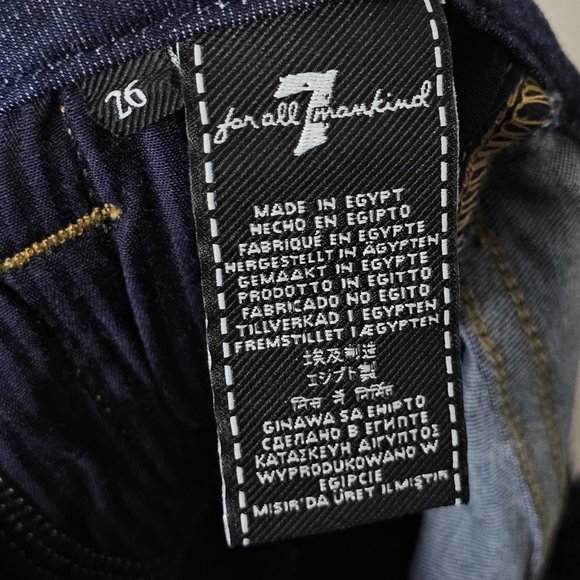 26
for all 7 mankind
MADE IN EGYPT
HECHO EN EGIPTO
FABRIQUÉ EN EGYPTE
HERGESTELLT IN ÄGYPTEN
GEMAAKT IN EGYPTE
PRODOTTO IN EGITTO
FABRICADO NO EGITO
TILLVERKAD I EGYPTEN
FREMSTILLET I ÆGYPTEN
埃及制造
エジプト製
मिस्र में निर्मित
GINAWA SA EHIPTO
СДЕЛАНО В ЕГИПТЕ
ΚΑΤΑΣΚΕΥΗ ΑΙΓΥΠΤΟΣ
WYPRODUKOWANO W
EGIPCIE
MISIR'DA ÜRET İLMİŞTİR